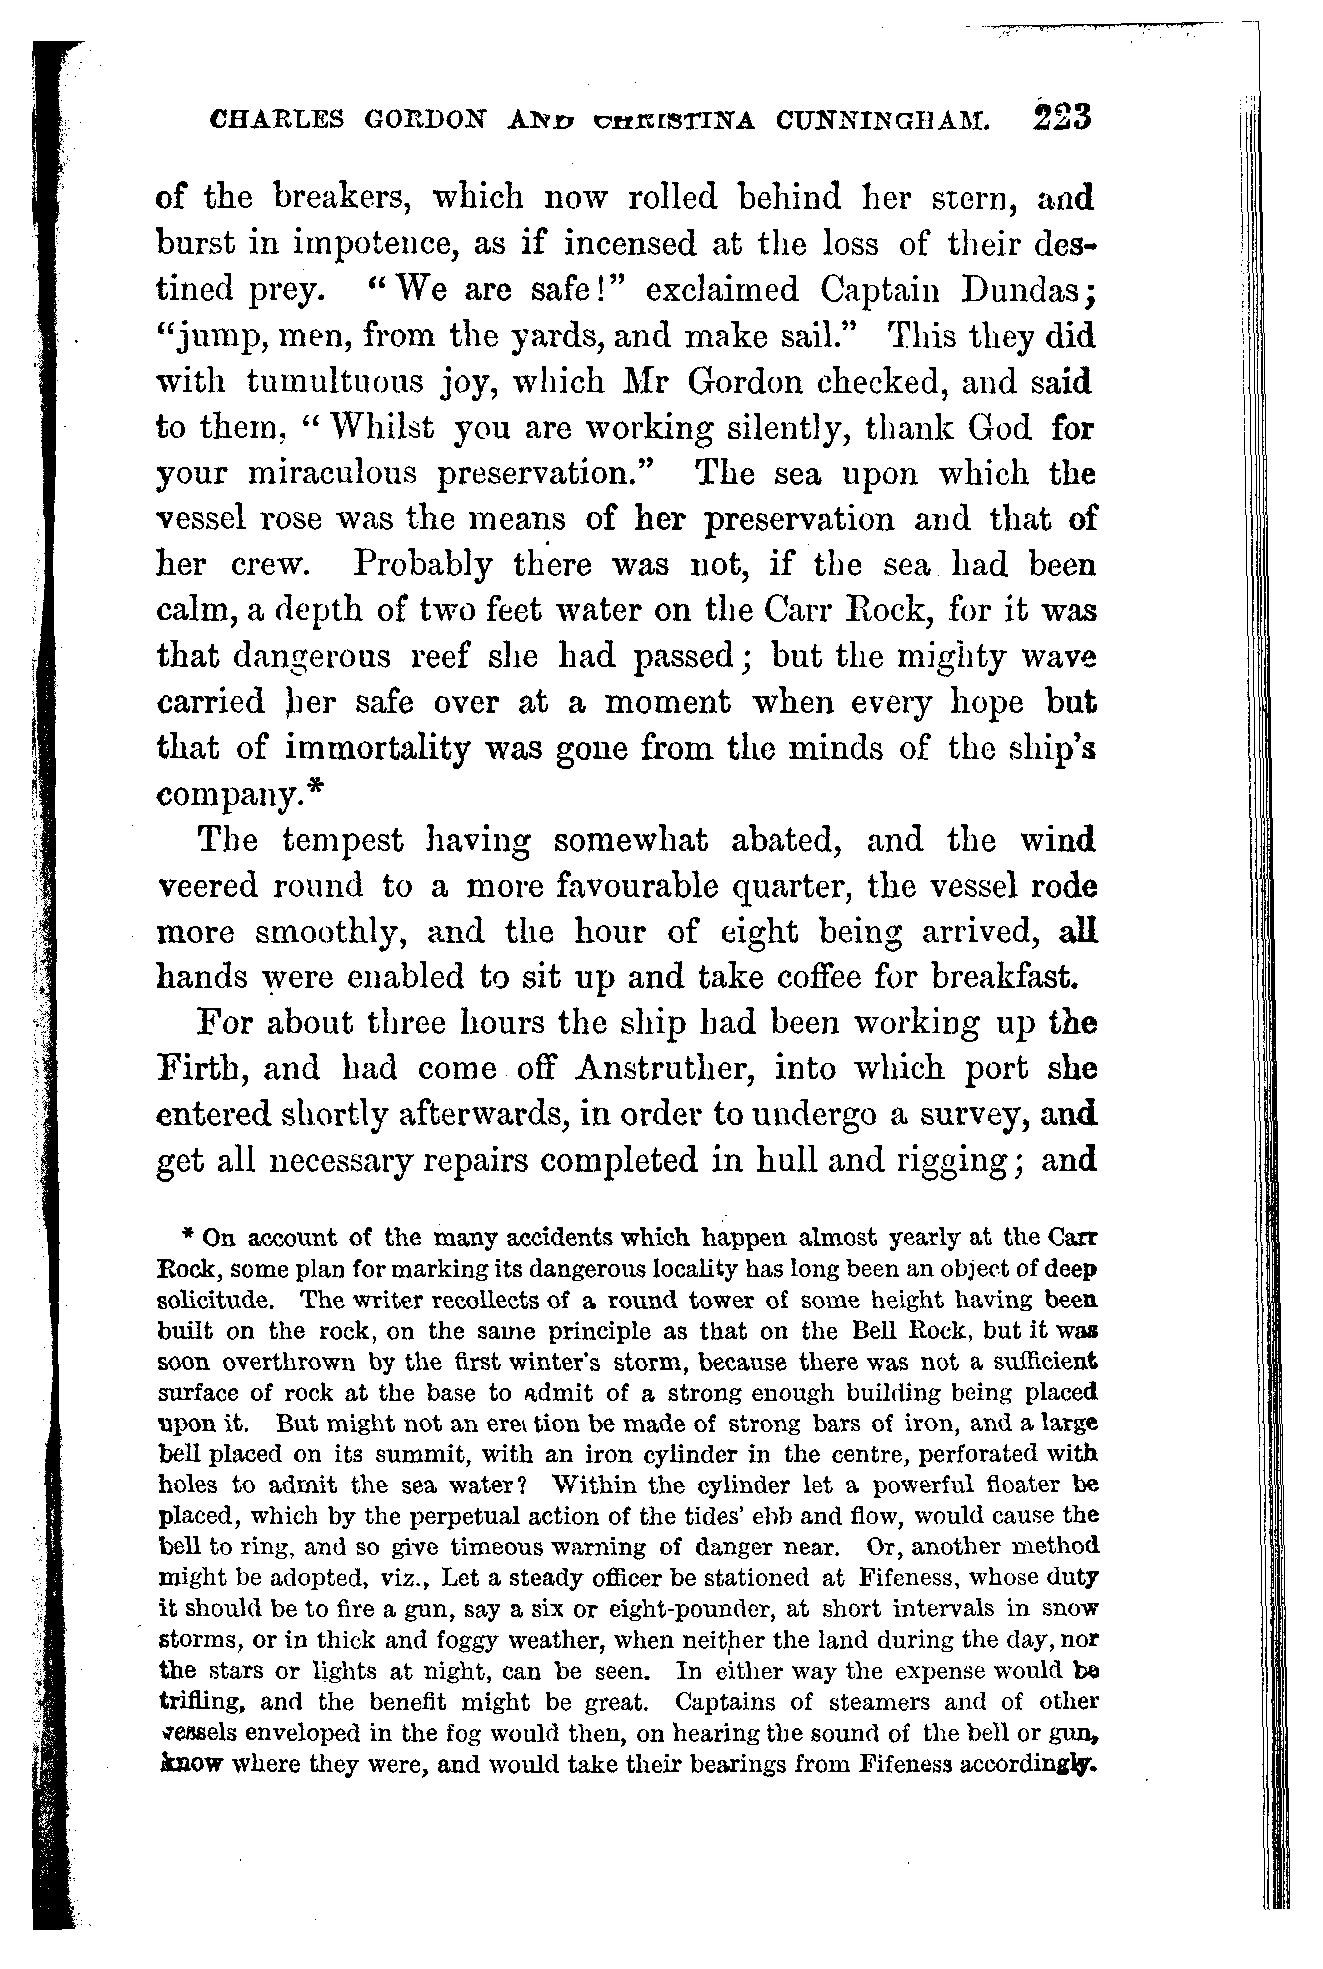 CHARLES GORDON AND CHRISTINA CUNNINGHAM. 223
of the breakers, which now rolled behind her stern, and
burst in impotence, as if incensed at the loss of their des-
tined prey. "We are safe!" exclaimed Captain Dundas;
"jump, men, from the yards, and make sail." This they did
with tumultuous joy, which Mr Gordon checked, and said
to them, "Whilst you are working silently, thank God for
your miraculous preservation." The sea upon which the
vessel rose was the means of her preservation and that of
her crew. Probably there was not, if the sea had been
calm, a depth of two feet water on the Carr Rock, for it was
that dangerous reef she had passed; but the mighty wave
carried her safe over at a moment when every hope but
that of immortality was gone from the minds of the ship's
company.*
The tempest having somewhat abated, and the wind
veered round to a more favourable quarter, the vessel rode
more smoothly, and the hour of eight being arrived, all
hands were enabled to sit up and take coffee for breakfast.
For about three hours the ship had been working up the
Firth, and had come off Anstruther, into which port she
entered shortly afterwards, in order to undergo a survey, and
get all necessary repairs completed in hull and rigging; and
* On account of the many accidents which happen almost yearly at the Carr
Rock, some plan for marking its dangerous locality has long been an object of deep
solicitude. The writer recollects of a round tower of some height having been
built on the rock, on the same principle as that on the Bell Rock, but it was
soon overthrown by the first winter's storm, because there was not a sufficient
surface of rock at the base to admit of a strong enough building being placed
upon it. But might not an erection be made of strong bars of iron, and a large
bell placed on its summit, with an iron cylinder in the centre, perforated with
holes to admit the sea water? Within the cylinder let a powerful floater be
placed, which by the perpetual action of the tides' ebb and flow, would cause the
bell to ring, and so give timeous warning of danger near. Or, another method
might be adopted, viz., Let a steady officer be stationed at Fifeness, whose duty
it should be to fire a gun, say a six or eight-pounder, at short intervals in snow
storms, or in thick and foggy weather, when neither the land during the day, nor
the stars or lights at night, can be seen. In either way the expense would be
trifling, and the benefit might be great. Captains of steamers and of other
vessels enveloped in the fog would then, on hearing the sound of the bell or gun,
know where they were, and would take their bearings from Fifeness accordingly.